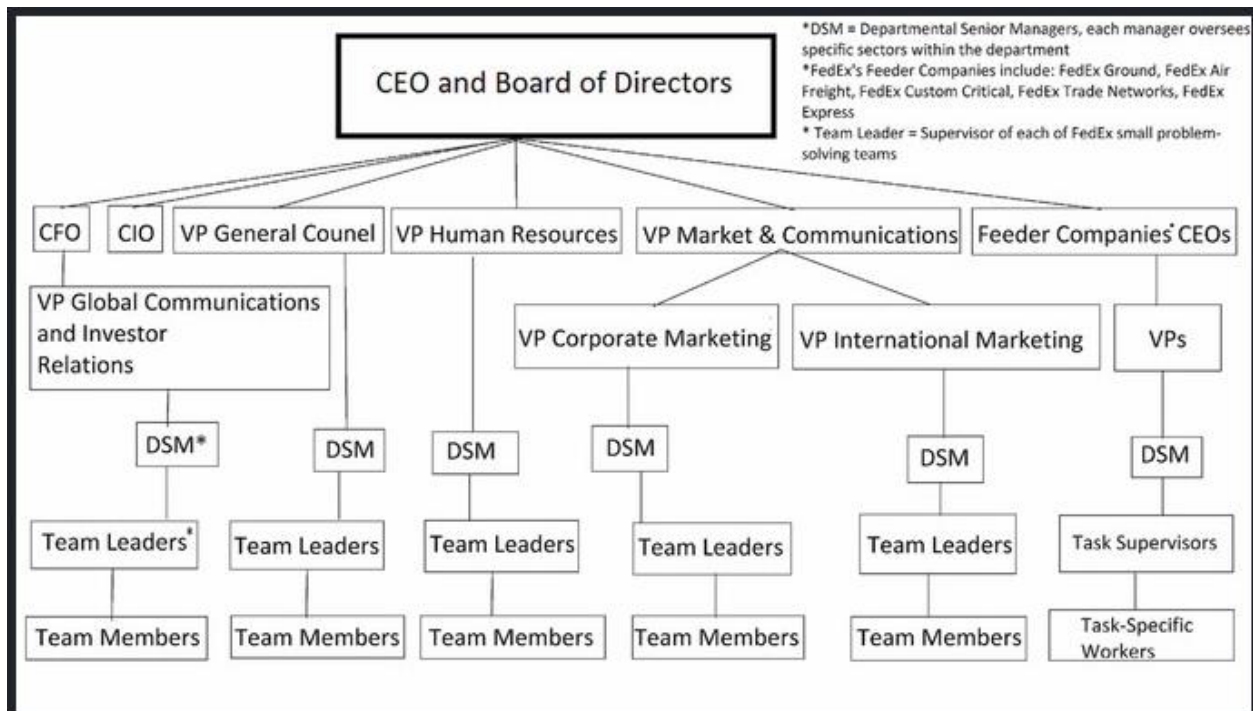 CEO and Board of Directors
*DSM = Departmental Senior Managers, each manager oversees
specific sectors within the department
*FedEx's Feeder Companies include: FedEx Ground, FedEx Air
Freight, FedEx Custom Critical, FedEx Trade Networks, FedEx
Express
* Team Leader = Supervisor of each of FedEx small problem-
solving teams
CFO
CIO
VP General Counel
VP Human Resources
VP Market & Communications
Feeder Companies* CEOs
VP Global Communications
and Investor
Relations
VP Corporate Marketing
VP International Marketing
VPs
DSM*
DSM
DSM
DSM
DSM
DSM
Team Leaders*
Team Leaders
Team Leaders
Team Leaders
Team Leaders
Task Supervisors
Team Members
Team Members
Team Members
Team Members
Team Members
Task-Specific
Workers